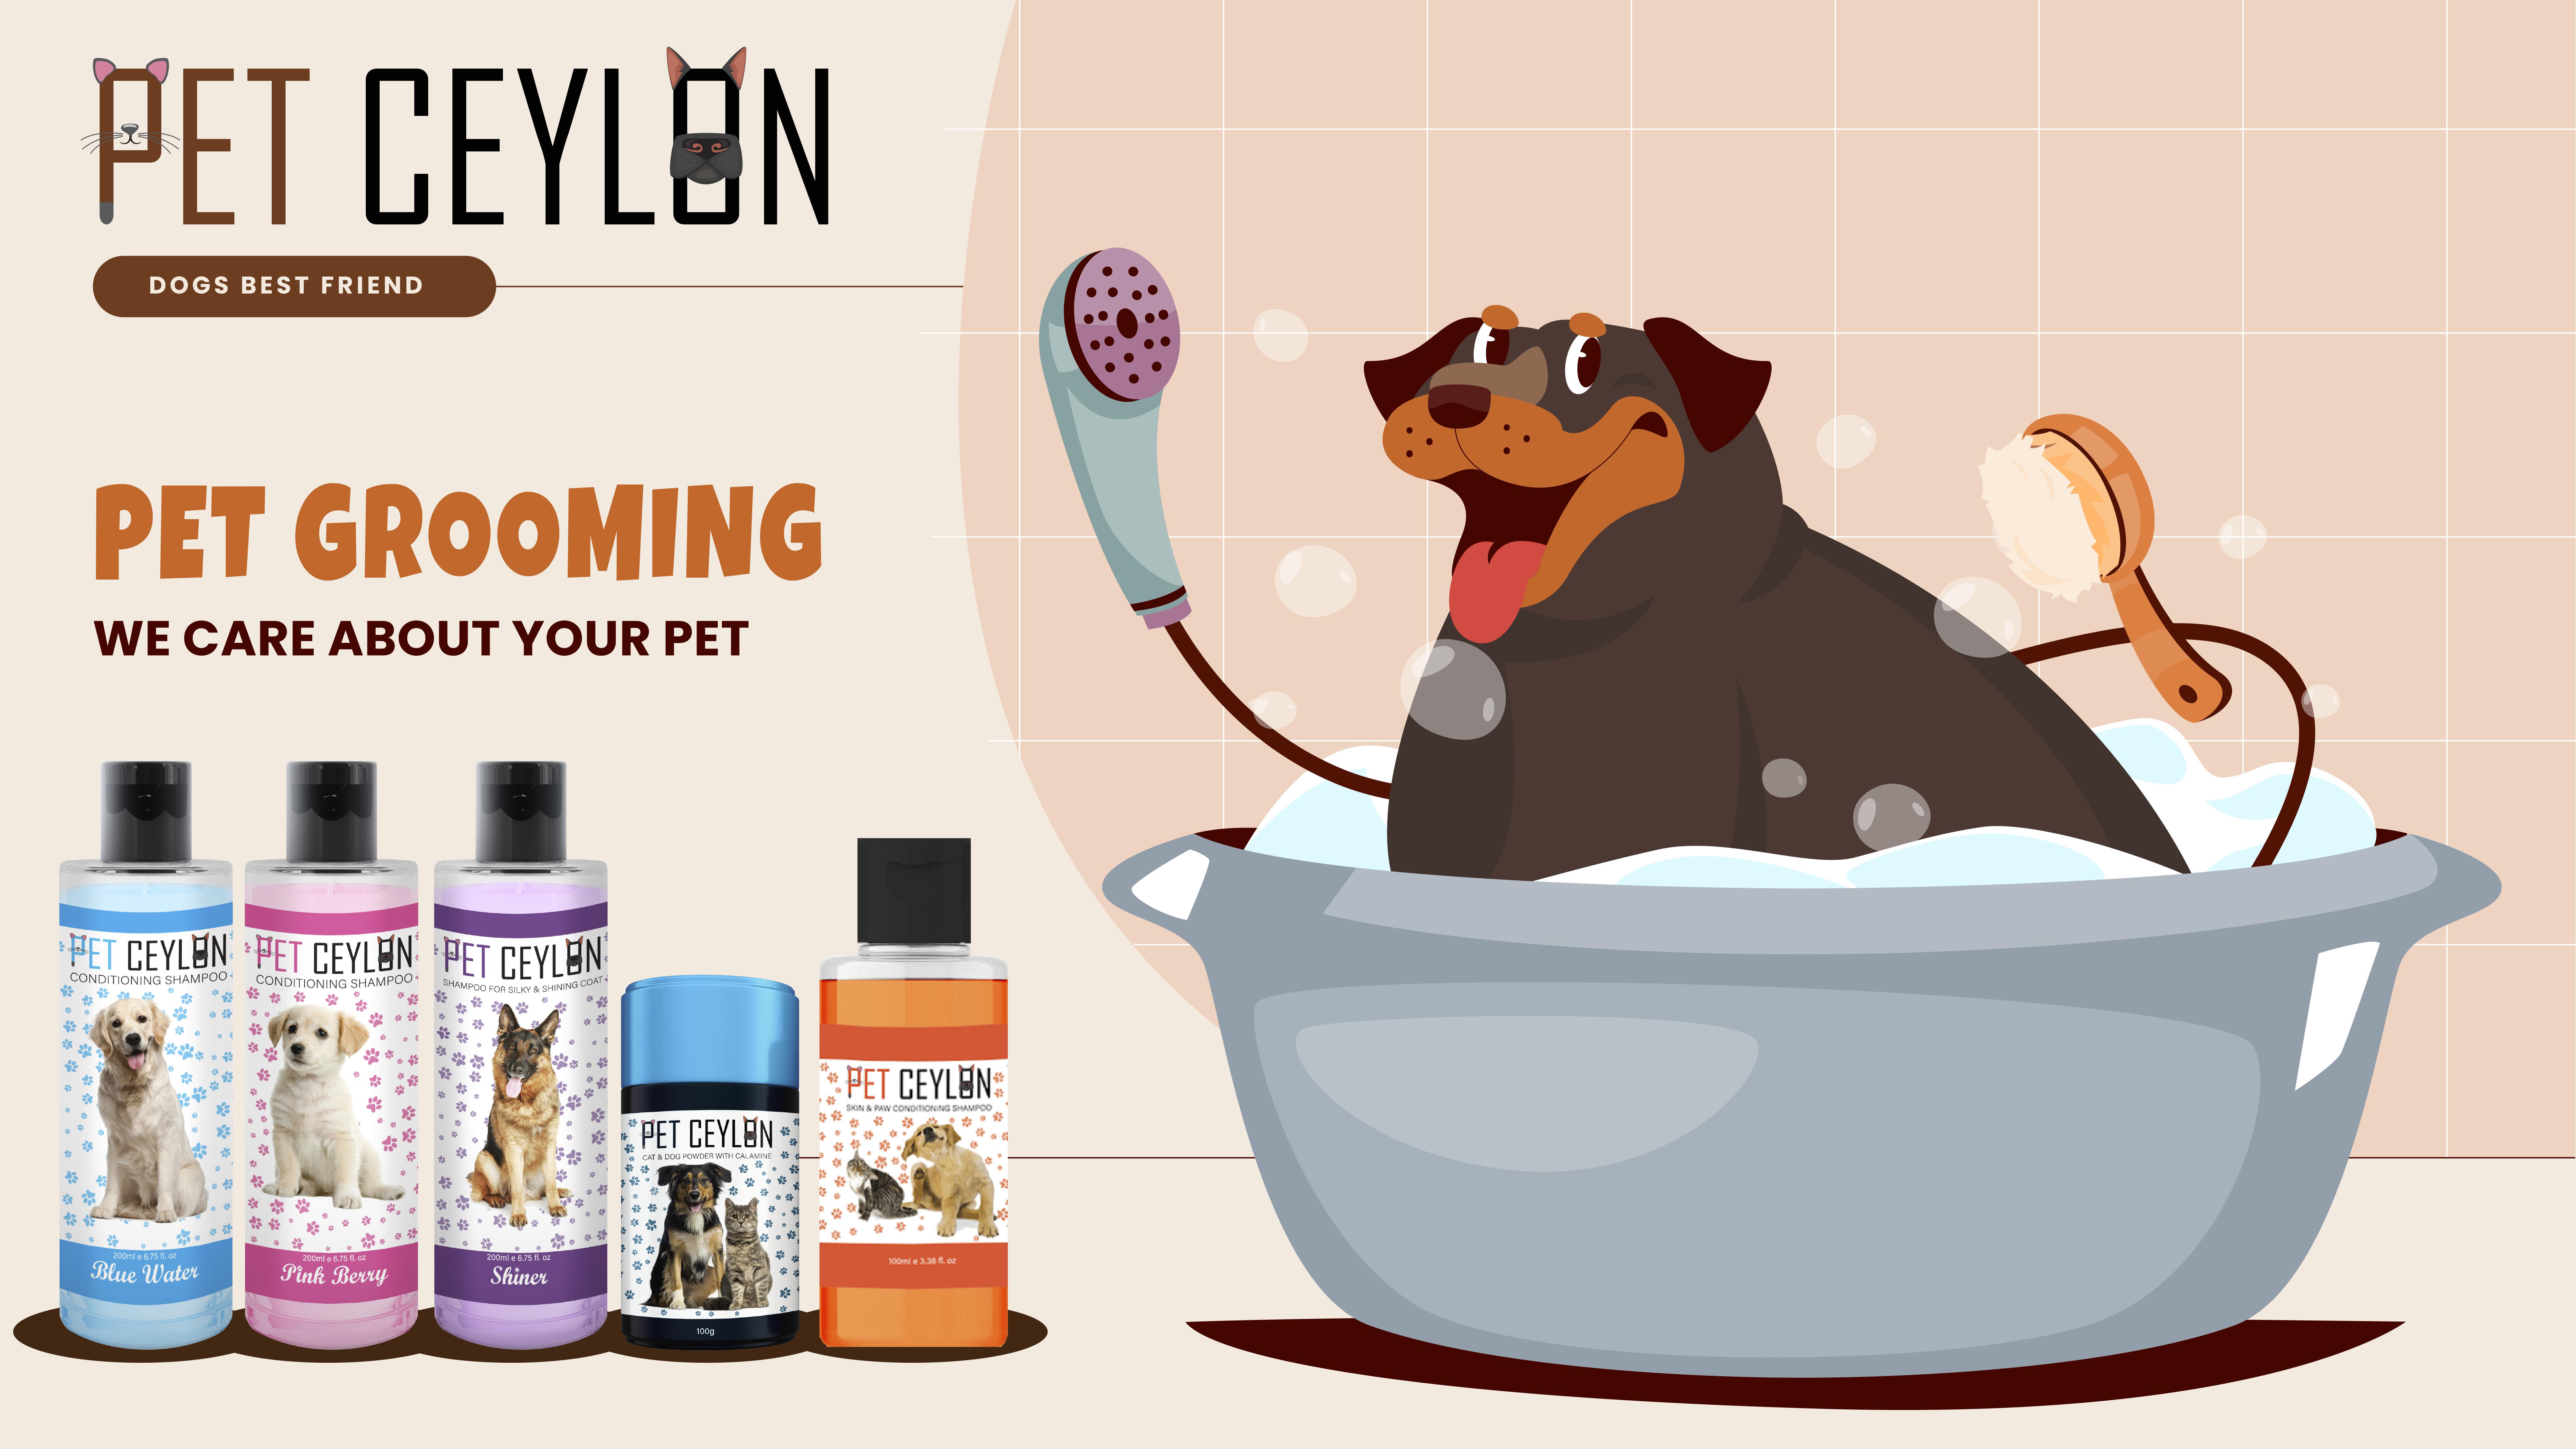 PET CEYLON
DOGS BEST FRIEND
PET GROOMING
WE CARE ABOUT YOUR PET
PET CEYLON
CONDITIONING SHAMPOO
200ml e 6.75 fl. oz
Blue Water
PET CEYLON
CONDITIONING SHAMPOO
200ml e 6.75 fl. oz
Pink Berry
PET CEYLON
SHAMPOO FOR SILKY & SHINING COAT
200ml e 6.75 fl. oz
Shiner
PET CEYLON
CAT & DOG POWDER WITH CALAMINE
100g
PET CEYLON
SKIN & PAW CONDITIONING SHAMPOO
100ml e 3.38 fl. oz